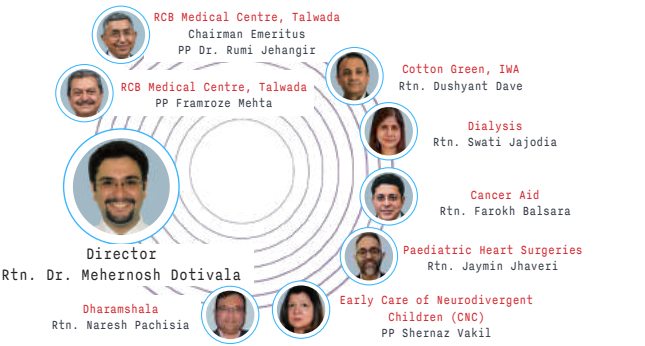 RCB Medical Centre, Talwada
Chairman Emeritus
PP Dr. Rumi Jehangir
RCB Medical Centre, Talwada
PP Framroze Mehta
Cotton Green, IWA
Rtn. Dushyant Dave
Dialysis
Rtn. Swati Jajodia
Cancer Aid
Rtn. Farokh Balsara
Director
Rtn. Dr. Mehernosh Dotivala
Paediatric Heart Surgeries
Rtn. Jaymin Jhaveri
Dharamshala
Rtn. Naresh Pachisia
Early Care of Neurodivergent
Children (CNC)
PP Shernaz Vakil